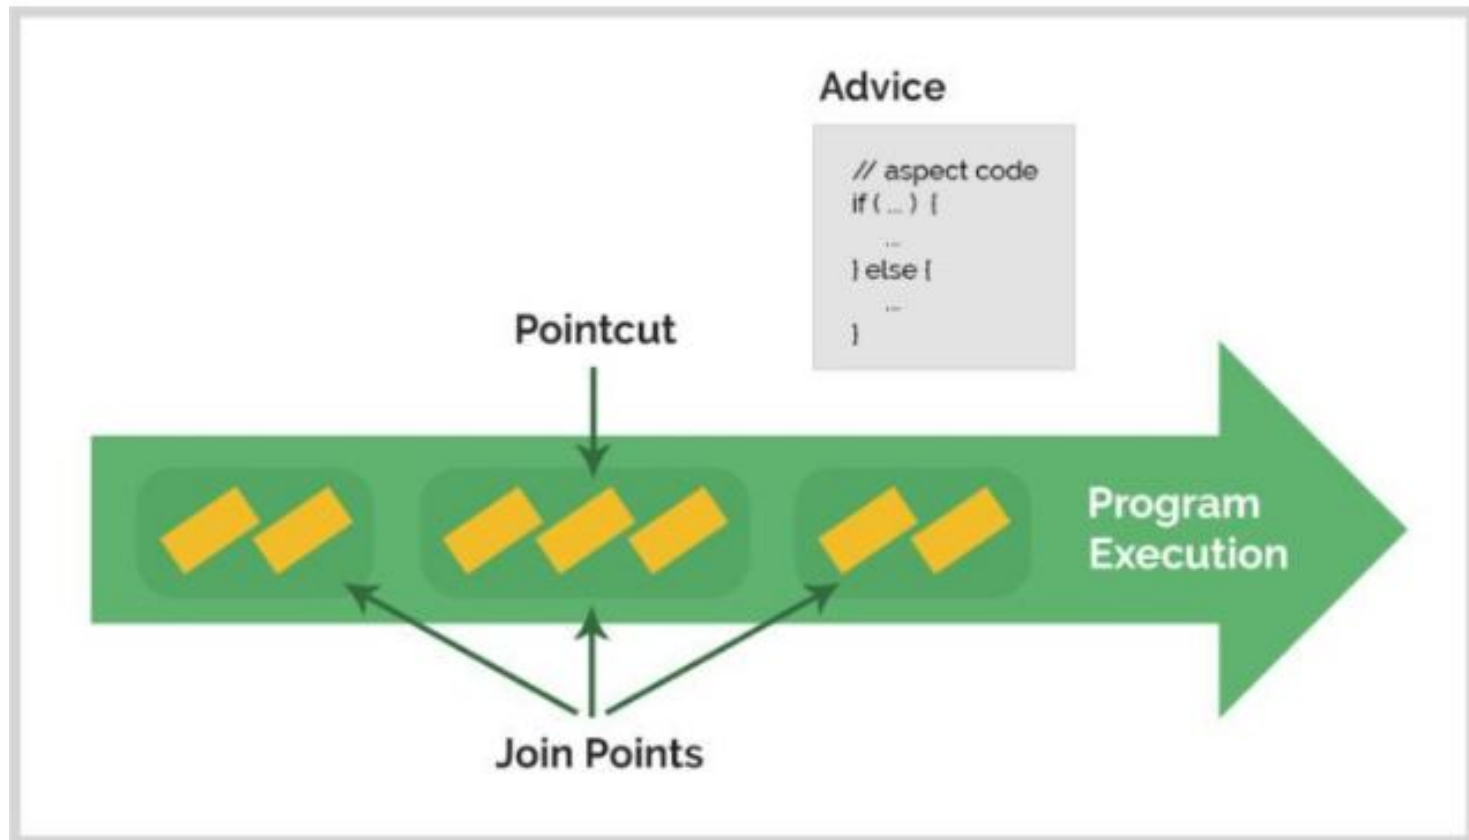 Advice
// aspect code
if ( ... ) {
...
} else {
...
}
Pointcut
Program
Execution
Join Points